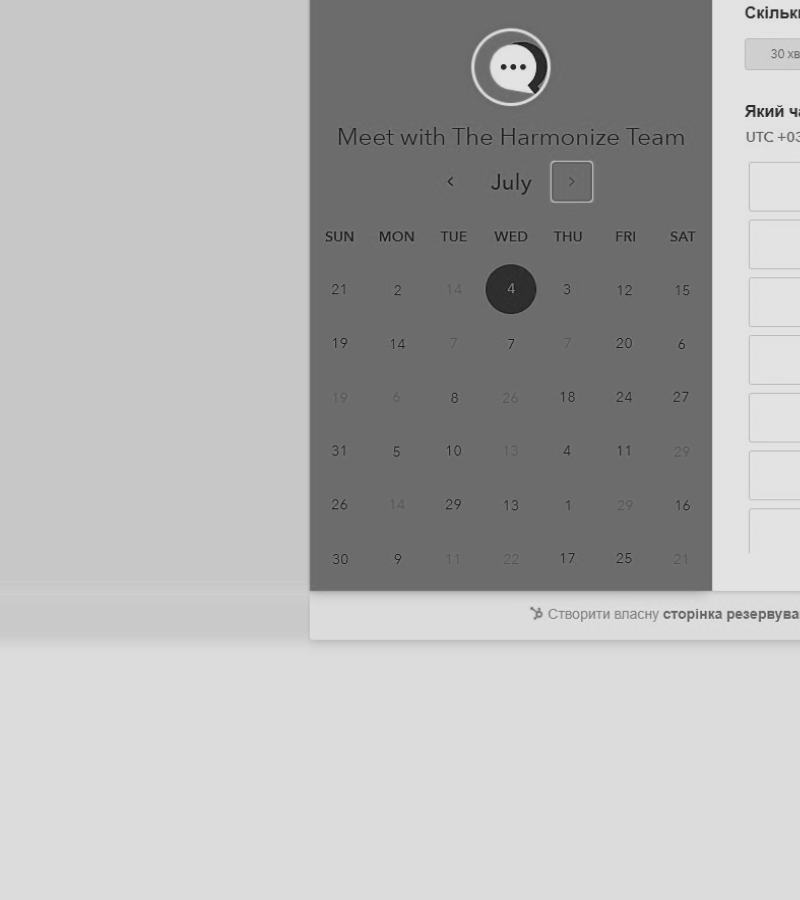 Скільки
30 хв
Meet with The Harmonize Team
Який ча
UTC +03
July
SUN MON TUE WED THU FRI SAT
21 2 14 4 3 12 15
19 14 7 7 7 20 6
19 6 8 26 18 24 27
31 5 10 13 4 11 29
26 14 29 13 1 29 16
30 9 11 22 17 25 21
Створити власну сторінка резервува